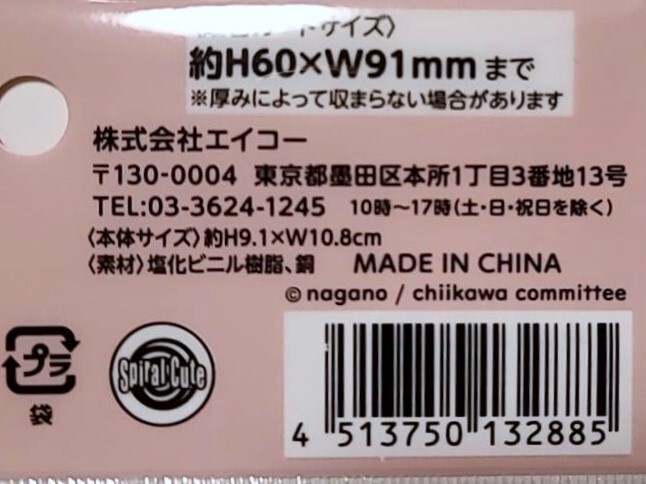 サイズ〉
約H60×W91mmまで
※厚みによって収まらない場合があります
株式会社エイコー
〒130-0004 東京都墨田区本所1丁目3番地13号
TEL:03-3624-1245 10時～17時(土・日・祝日を除く)
〈本体サイズ〉約H9.1×W10.8cm
〈素材〉塩化ビニル樹脂、銅 MADE IN CHINA
© nagano / chiikawa committee
プラ
袋
Spiral Cute
4 513750 132885